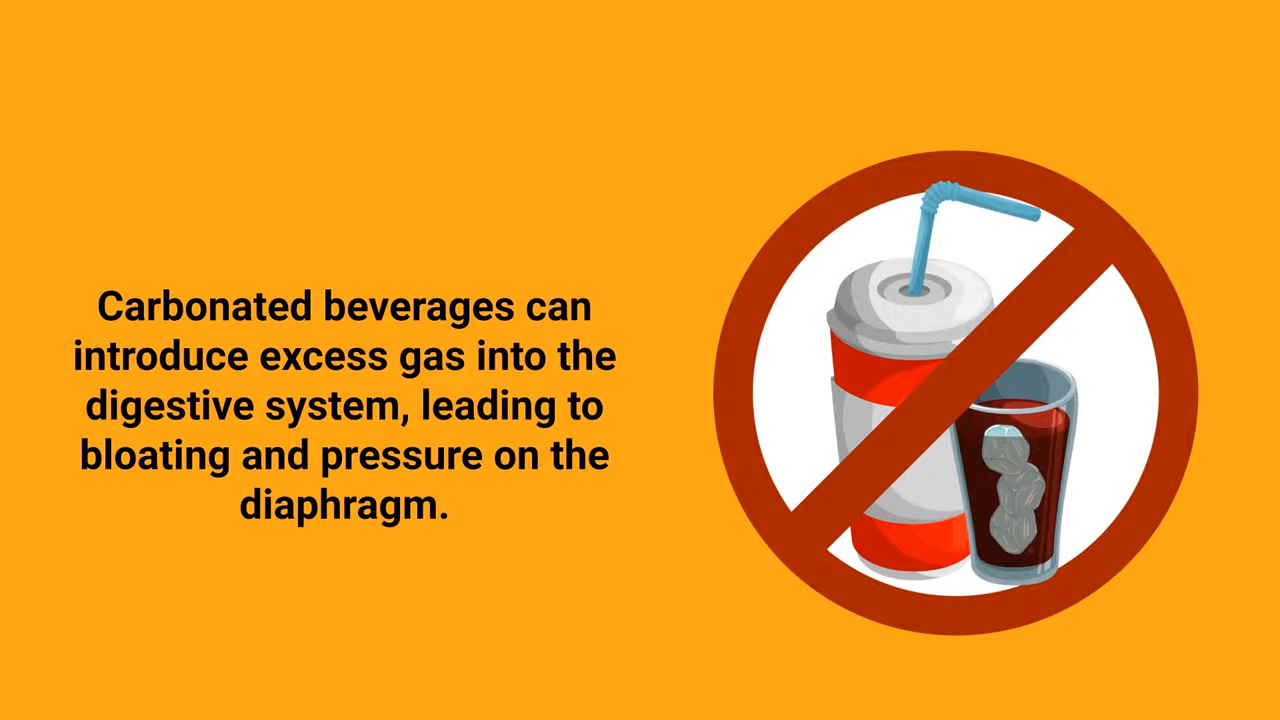 Carbonated beverages can
introduce excess gas into the
digestive system, leading to
bloating and pressure on the
diaphragm.